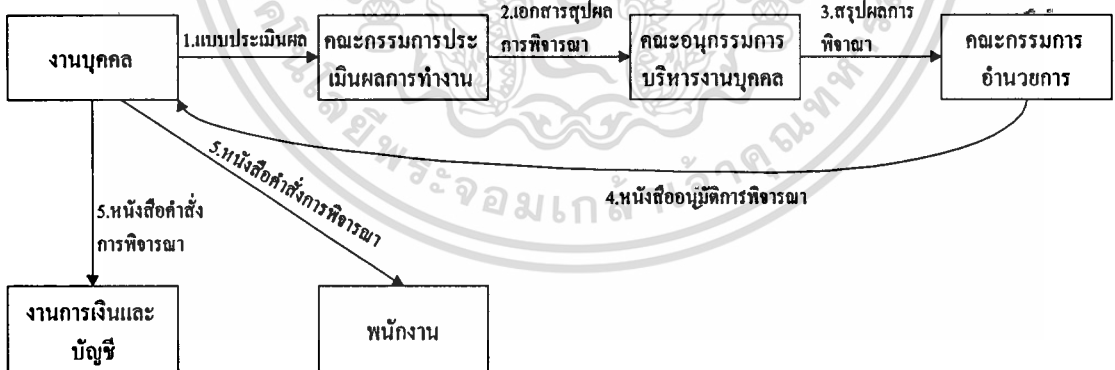 งานบุคคล
1.แบบประเมินผล
คณะกรรมการประ
เมินผลการทำงาน
2.เอกสารสุปผล
การพิจารณา
คณะอนุกรรมการ
บริหารงานบุคคล
3.สรุปผลการ
พิจาณา
คณะกรรมการ
อำนวยการ
4.หนังสืออนุมัติการพิจารณา
5.หนังสือคำสั่งการพิจารณา
5.หนังสือคำสั่ง
การพิจารณา
งานการเงินและ
บัญชี
พนักงาน
พระจอมเกล้า